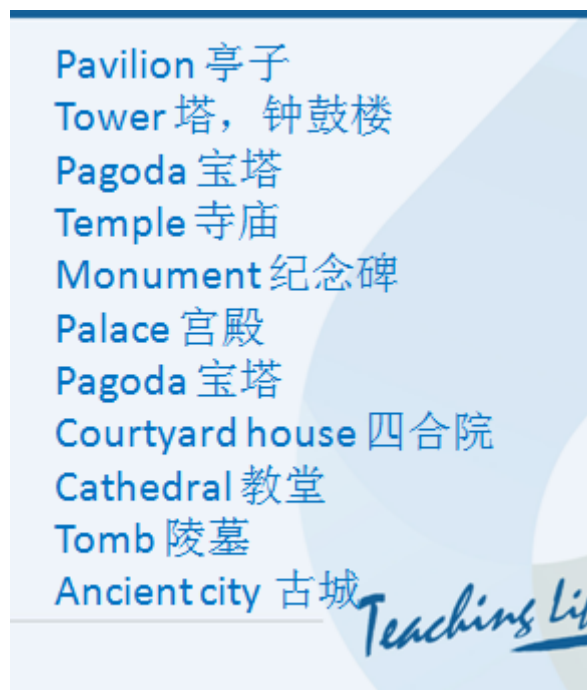 Pavilion 亭子
Tower 塔，钟鼓楼
Pagoda 宝塔
Temple 寺庙
Monument 纪念碑
Palace 宫殿
Pagoda 宝塔
Courtyard house 四合院
Cathedral 教堂
Tomb 陵墓
Ancient city 古城
Teaching